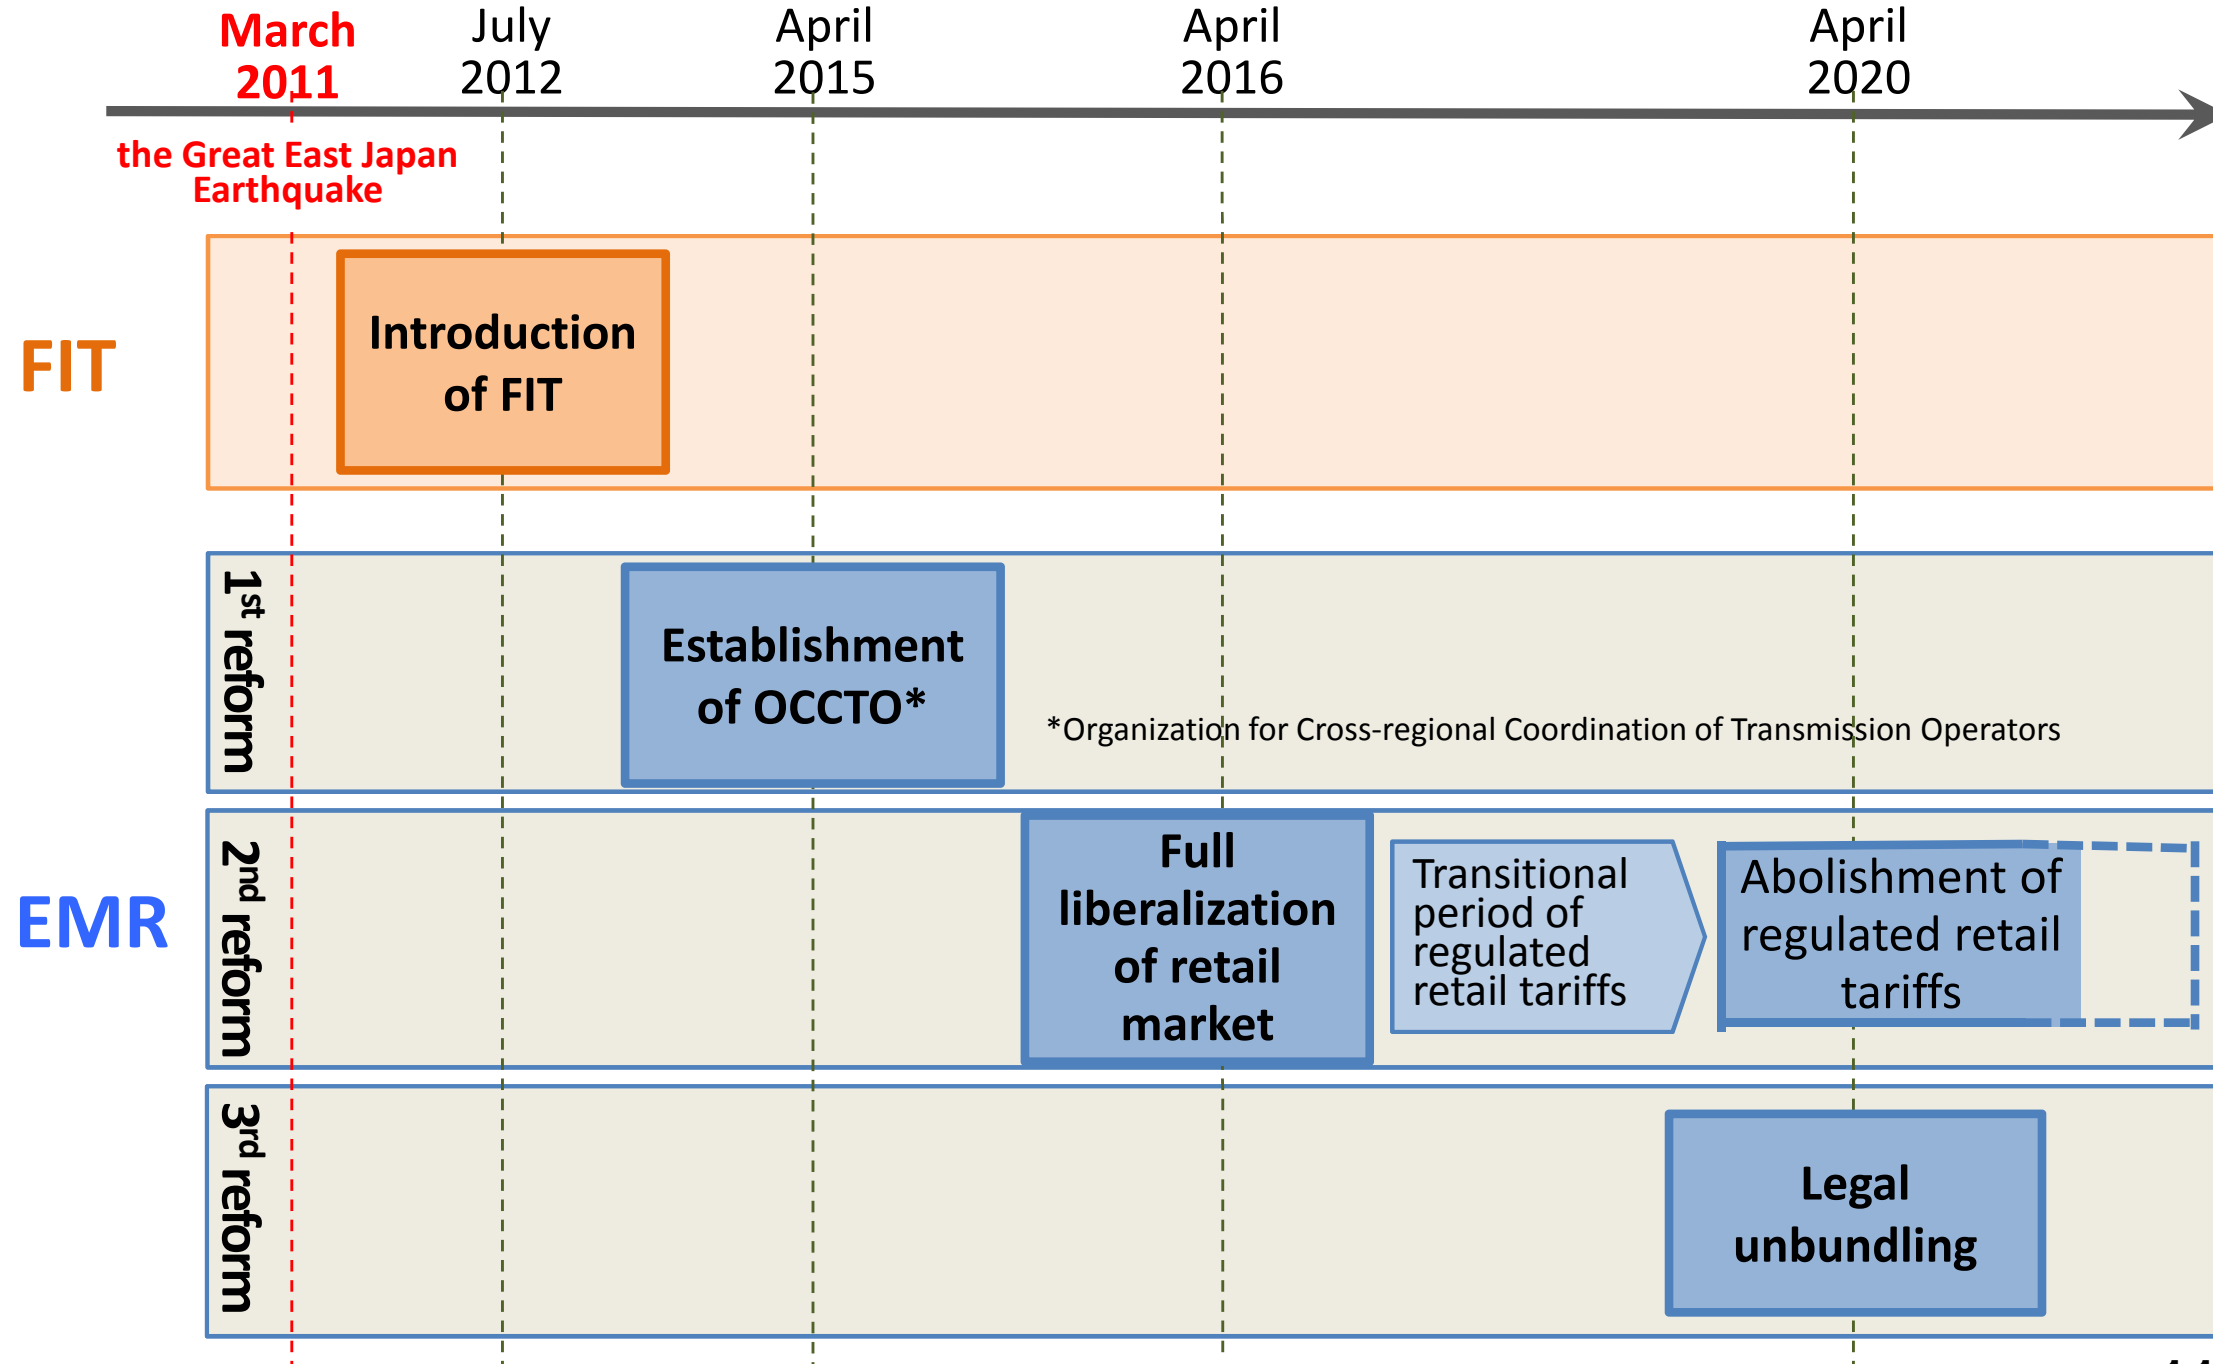 March
2011
July
2012
April
2015
April
2016
April
2020
the Great East Japan
Earthquake
FIT
Introduction
of FIT
EMR
1st reform
Establishment
of OCCTO*
*Organization for Cross-regional Coordination of Transmission Operators
2nd reform
Full
liberalization
of retail
market
Transitional
period of
regulated
retail tariffs
Abolishment of
regulated retail
tariffs
3rd reform
Legal
unbundling